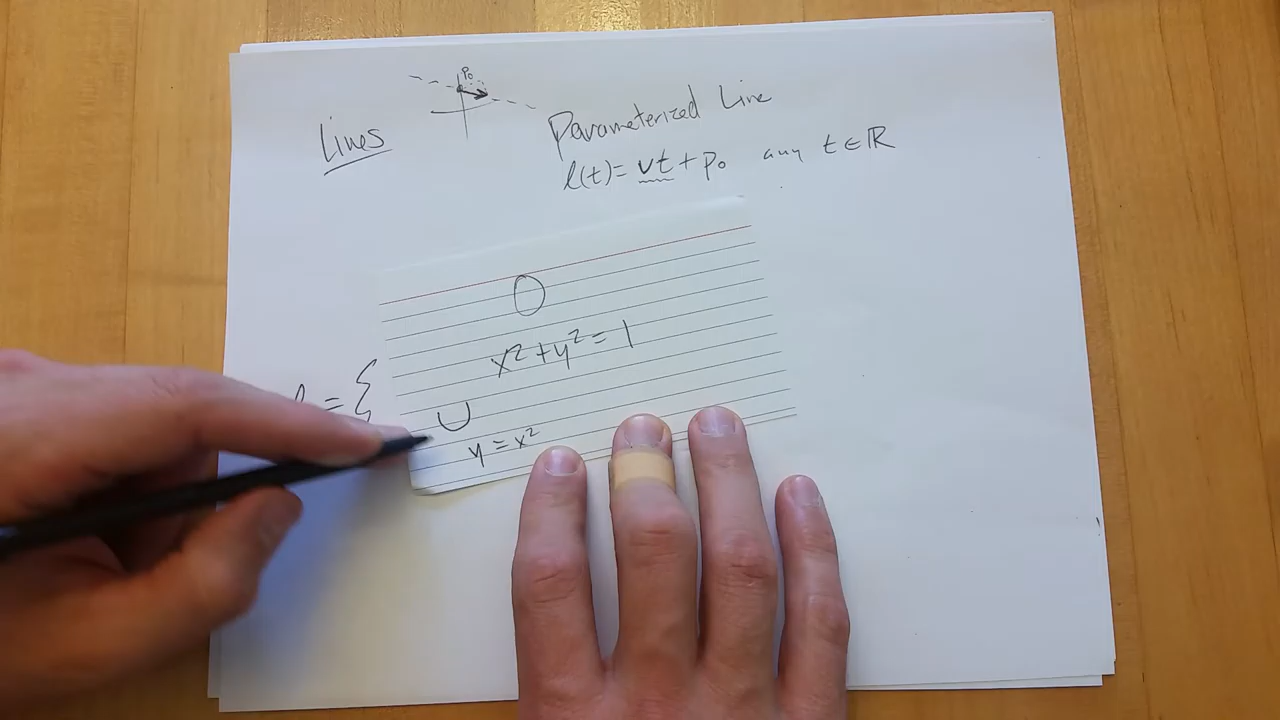 p₀
Lines
Parameterized Line
l(t) = vt + p₀ any t ∈ ℝ
x² + y² = 1
= {
y = x²